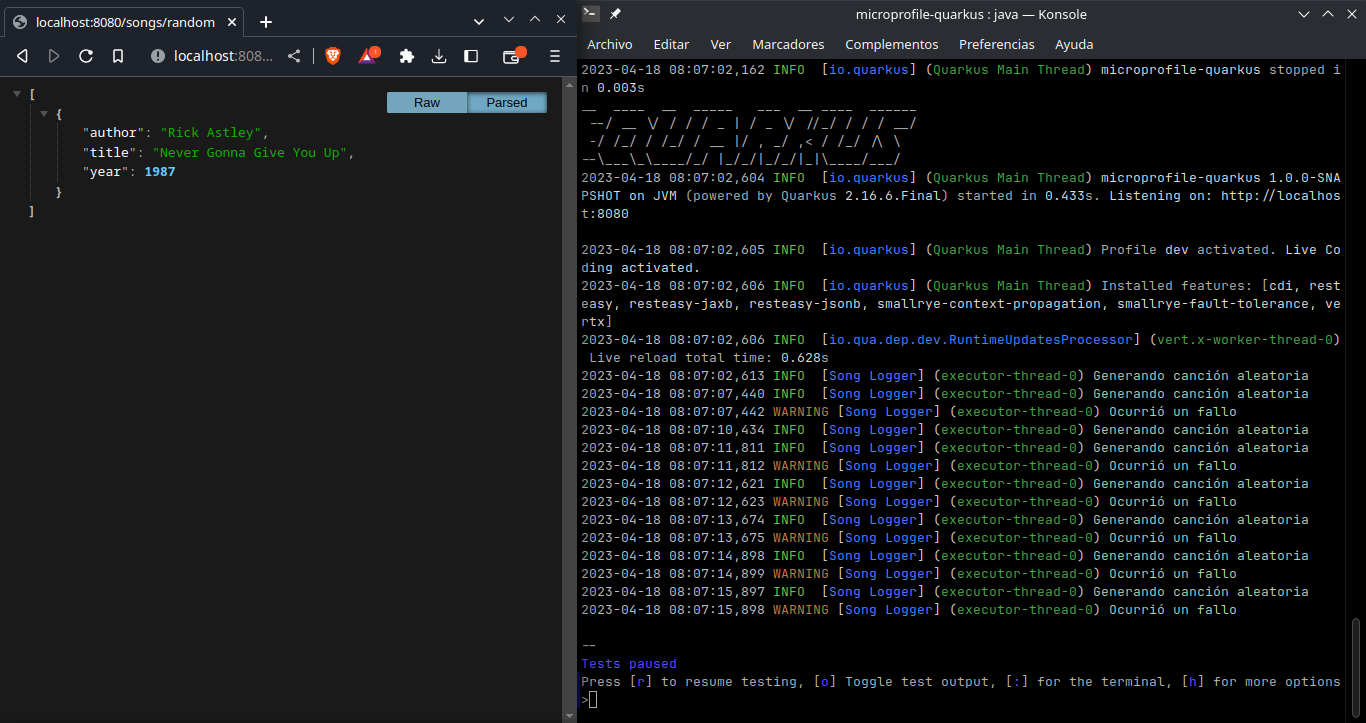 localhost:8080/songs/random
localhost:808...
1
Raw
Parsed
[
{
"author": "Rick Astley",
"title": "Never Gonna Give You Up",
"year": 1987
}
]
microprofile-quarkus : java — Konsole
Archivo Editar Ver Marcadores Complementos Preferencias Ayuda
2023-04-18 08:07:02,162 INFO  [io.quarkus] (Quarkus Main Thread) microprofile-quarkus stopped i
n 0.003s
__  ____  __  _____   ___  __ ____  ______
 --/ __ \/ / / / _ | / _ \/ //_/ / / / __/
 -/ /_/ / /_/ / __ |/ , _/ ,< / /_/ /\ \
--\___\_\____/_/ |_/_/|_/_/|_|\____/___/
2023-04-18 08:07:02,604 INFO  [io.quarkus] (Quarkus Main Thread) microprofile-quarkus 1.0.0-SNA
PSHOT on JVM (powered by Quarkus 2.16.6.Final) started in 0.433s. Listening on: http://localhos
t:8080
2023-04-18 08:07:02,605 INFO  [io.quarkus] (Quarkus Main Thread) Profile dev activated. Live Co
ding activated.
2023-04-18 08:07:02,606 INFO  [io.quarkus] (Quarkus Main Thread) Installed features: [cdi, rest
easy, resteasy-jaxb, resteasy-jsonb, smallrye-context-propagation, smallrye-fault-tolerance, ve
rtx]
2023-04-18 08:07:02,606 INFO  [io.qua.dep.dev.RuntimeUpdatesProcessor] (vert.x-worker-thread-0)
 Live reload total time: 0.628s
2023-04-18 08:07:02,613 INFO  [Song Logger] (executor-thread-0) Generando canción aleatoria
2023-04-18 08:07:07,440 INFO  [Song Logger] (executor-thread-0) Generando canción aleatoria
2023-04-18 08:07:07,442 WARNING [Song Logger] (executor-thread-0) Ocurrió un fallo
2023-04-18 08:07:10,434 INFO  [Song Logger] (executor-thread-0) Generando canción aleatoria
2023-04-18 08:07:11,811 INFO  [Song Logger] (executor-thread-0) Generando canción aleatoria
2023-04-18 08:07:11,812 WARNING [Song Logger] (executor-thread-0) Ocurrió un fallo
2023-04-18 08:07:12,621 INFO  [Song Logger] (executor-thread-0) Generando canción aleatoria
2023-04-18 08:07:12,623 WARNING [Song Logger] (executor-thread-0) Ocurrió un fallo
2023-04-18 08:07:13,674 INFO  [Song Logger] (executor-thread-0) Generando canción aleatoria
2023-04-18 08:07:13,675 WARNING [Song Logger] (executor-thread-0) Ocurrió un fallo
2023-04-18 08:07:14,898 INFO  [Song Logger] (executor-thread-0) Generando canción aleatoria
2023-04-18 08:07:14,899 WARNING [Song Logger] (executor-thread-0) Ocurrió un fallo
2023-04-18 08:07:15,897 INFO  [Song Logger] (executor-thread-0) Generando canción aleatoria
2023-04-18 08:07:15,898 WARNING [Song Logger] (executor-thread-0) Ocurrió un fallo
--
Tests paused
Press [r] to resume testing, [o] Toggle test output, [:] for the terminal, [h] for more options
>